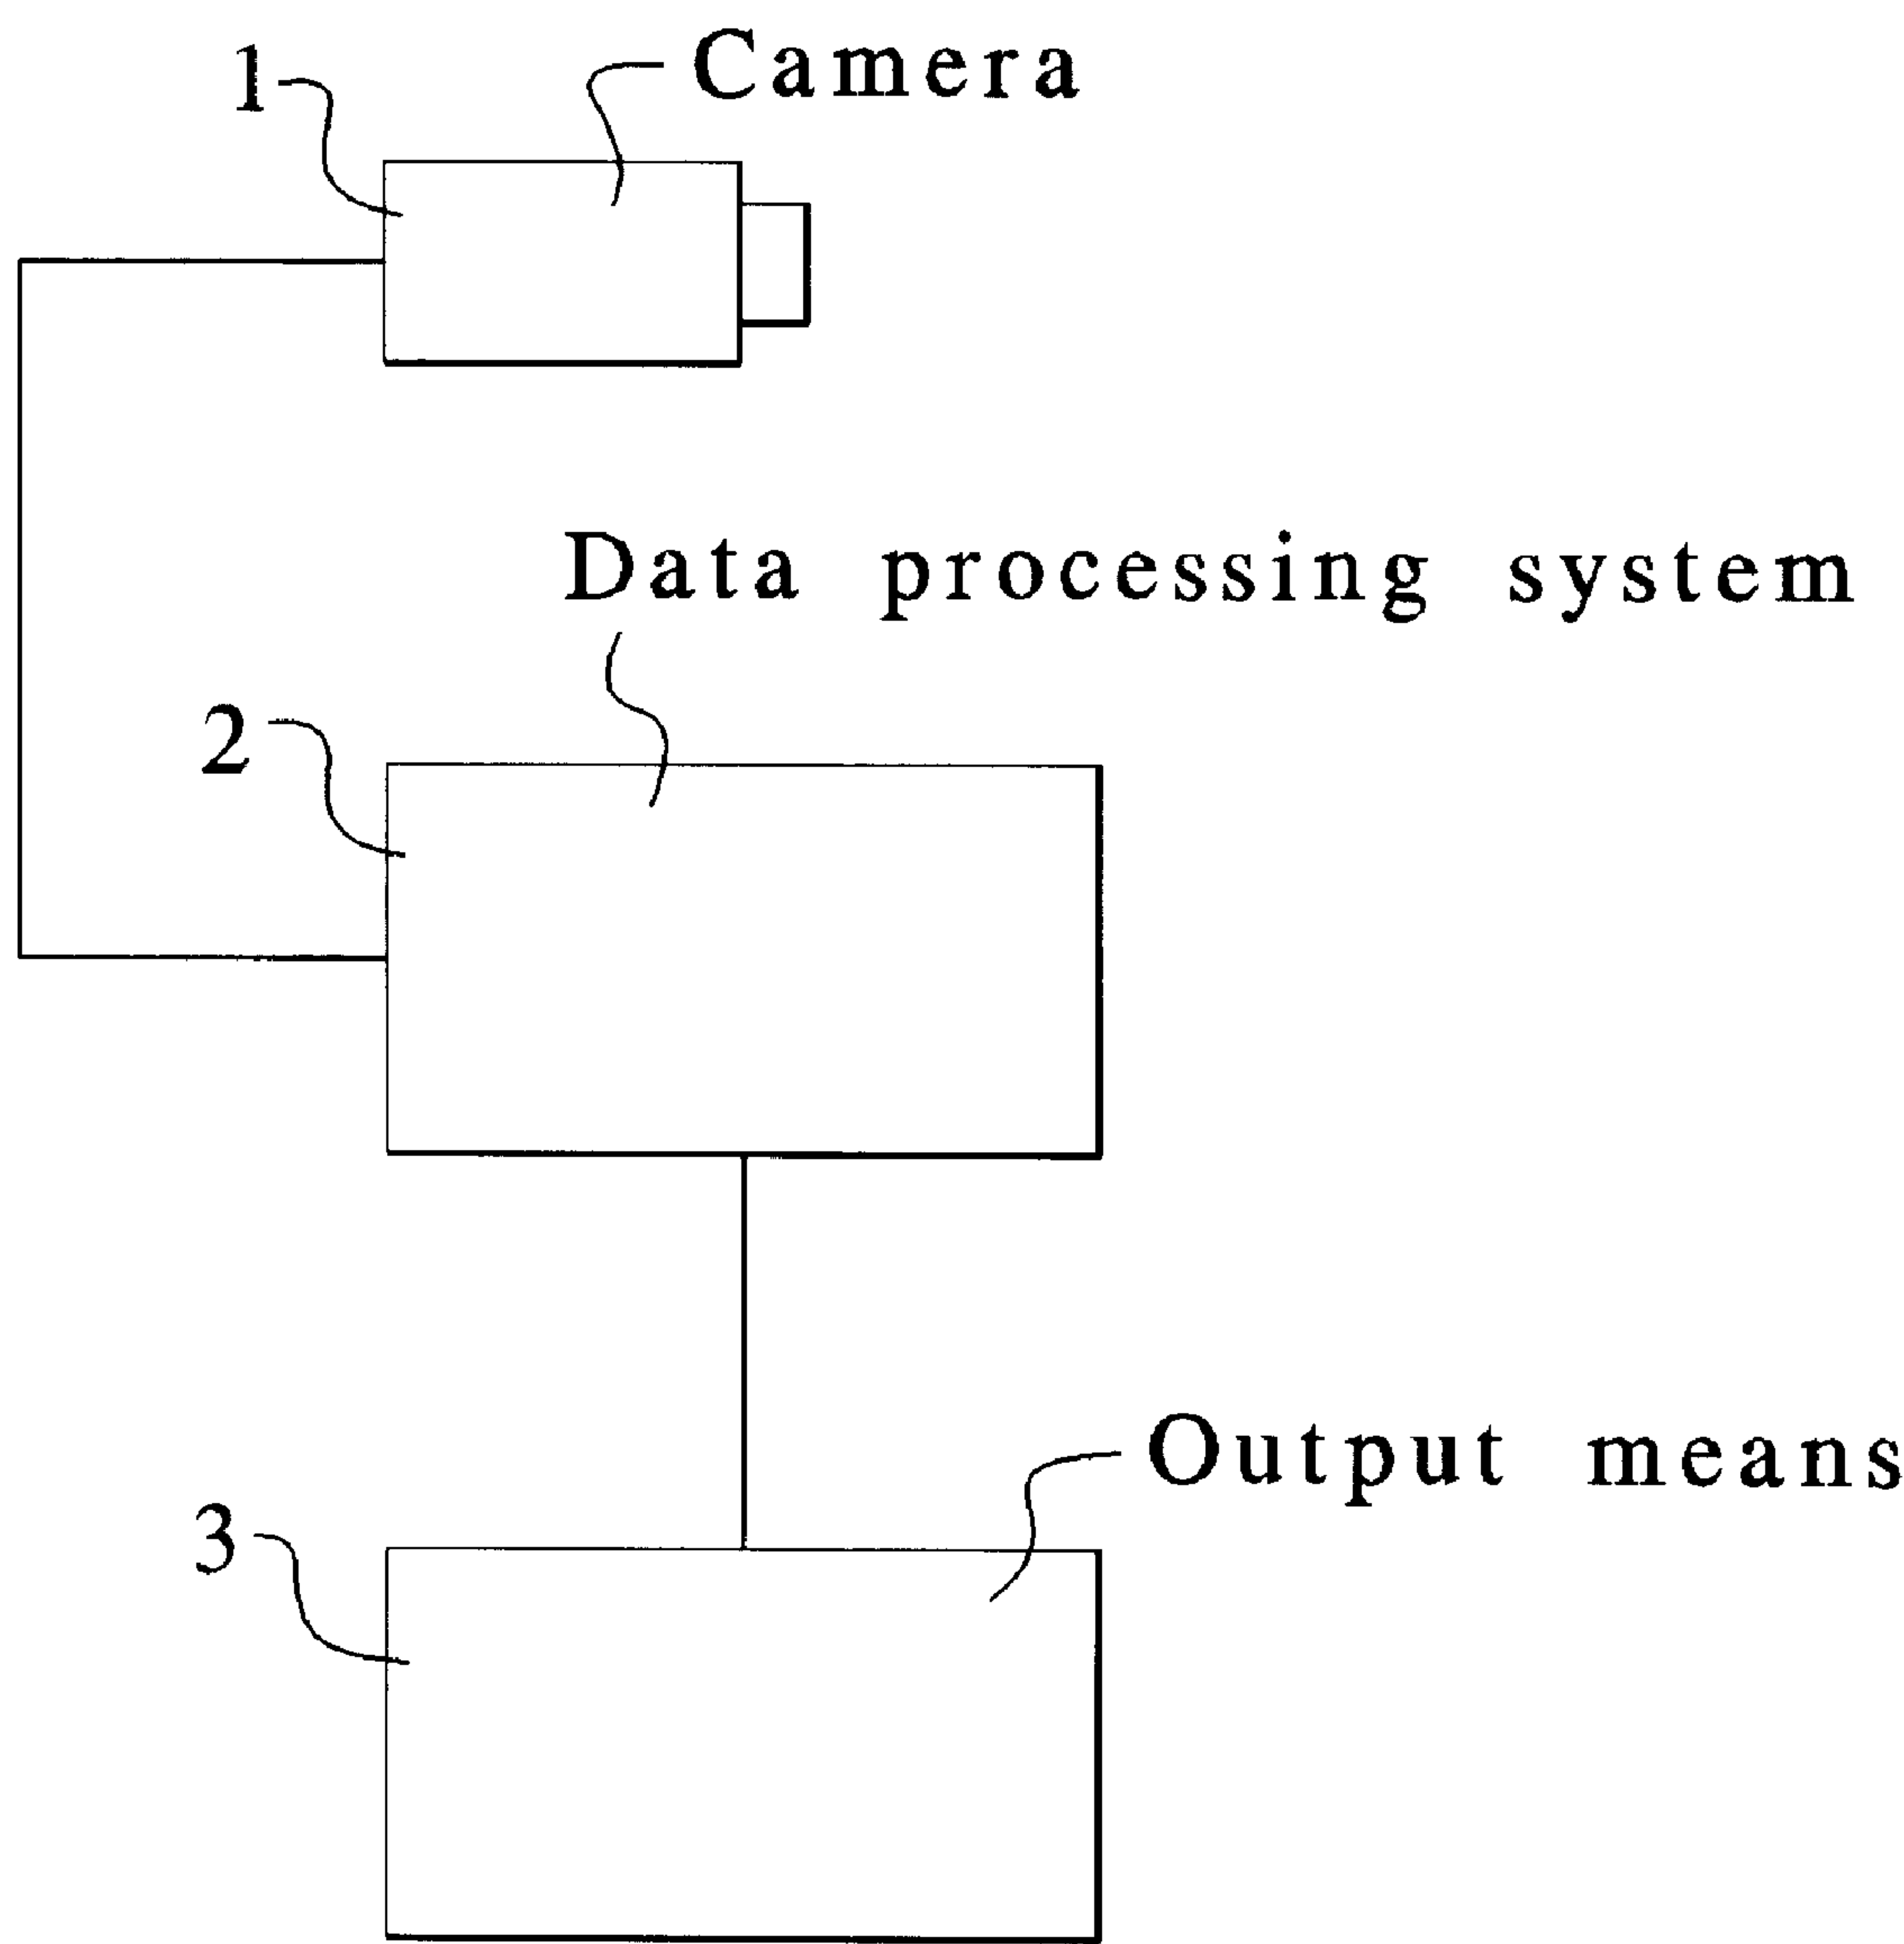 1
Camera
Data processing system
2
Output means
3